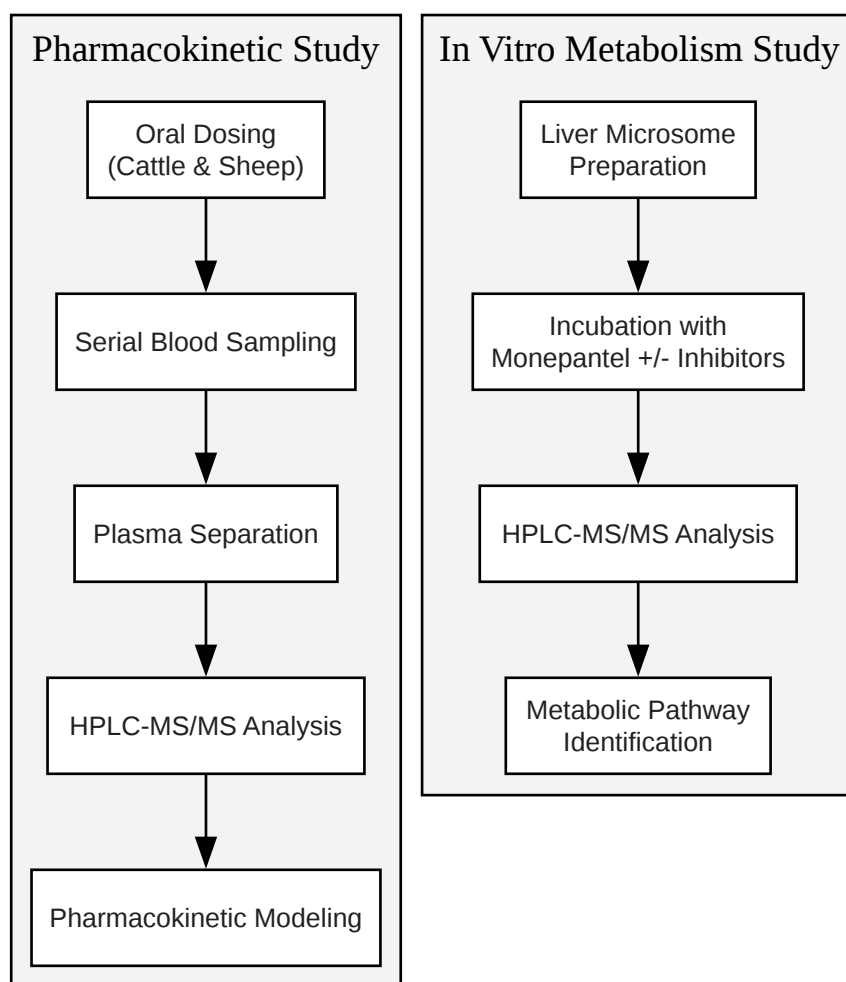 Pharmacokinetic Study
Oral Dosing
(Cattle & Sheep)
Serial Blood Sampling
Plasma Separation
HPLC-MS/MS Analysis
Pharmacokinetic Modeling
In Vitro Metabolism Study
Liver Microsome
Preparation
Incubation with
Monepantel +/- Inhibitors
HPLC-MS/MS Analysis
Metabolic Pathway
Identification